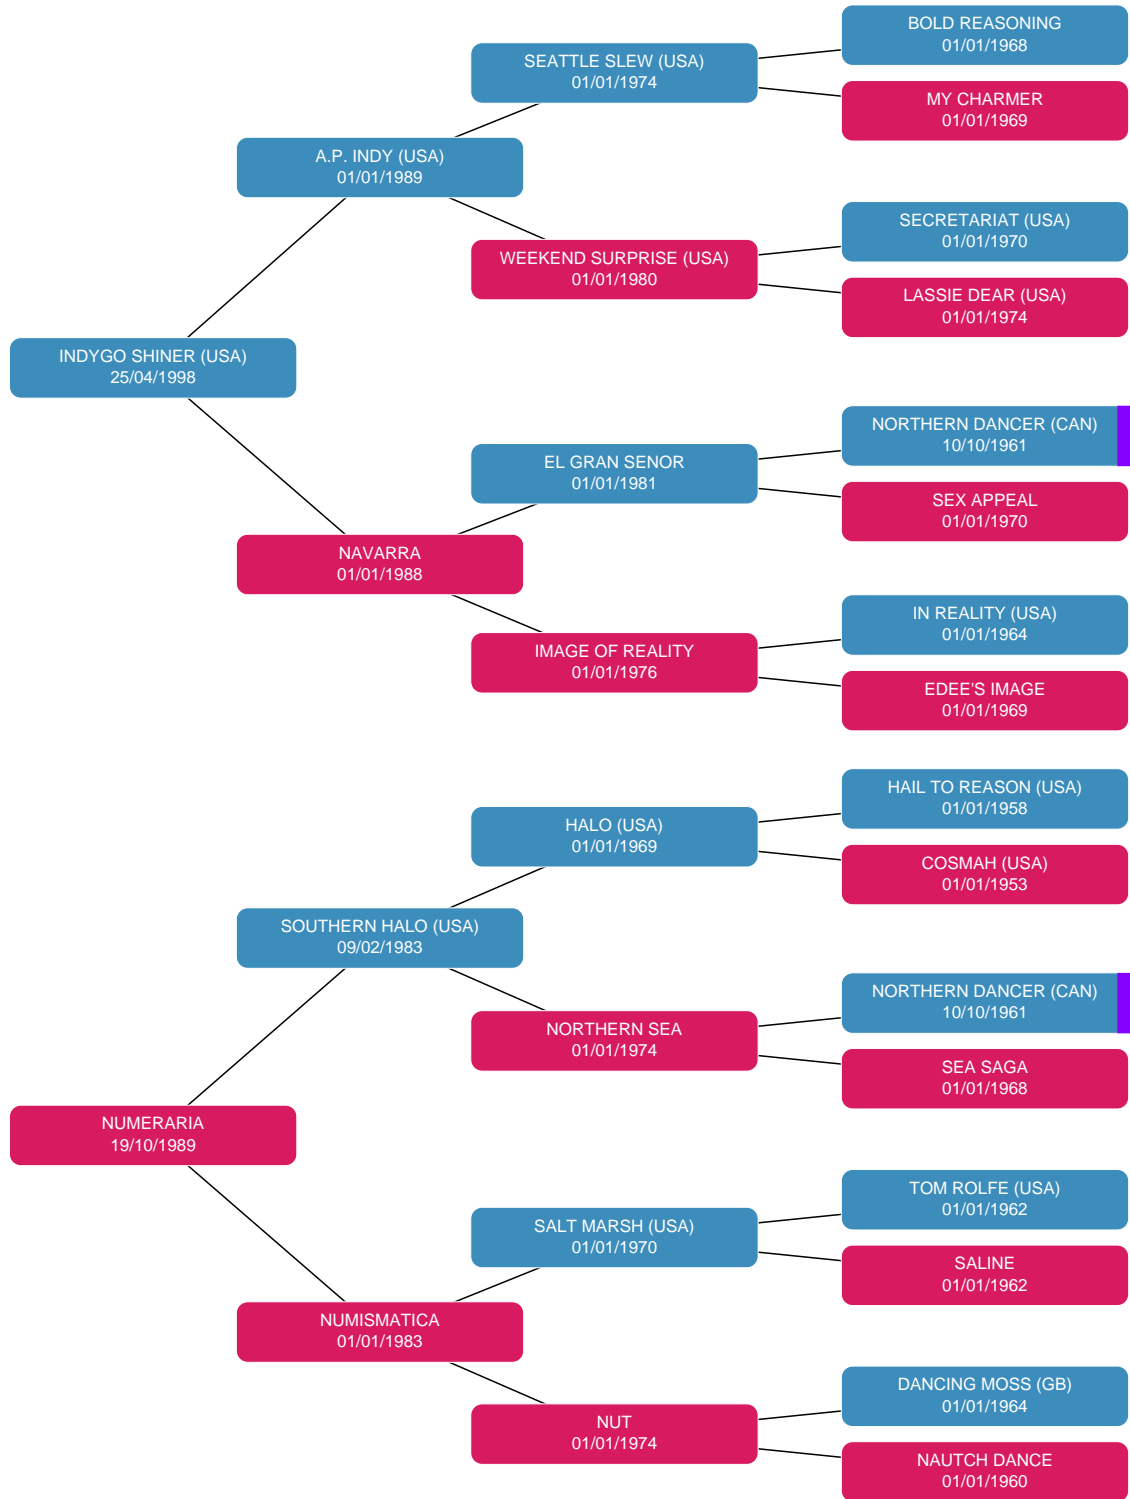 BOLD REASONING
01/01/1968
SEATTLE SLEW (USA)
01/01/1974
MY CHARMER
01/01/1969
A.P. INDY (USA)
01/01/1989
SECRETARIAT (USA)
01/01/1970
WEEKEND SURPRISE (USA)
01/01/1980
LASSIE DEAR (USA)
01/01/1974
INDYGO SHINER (USA)
25/04/1998
NORTHERN DANCER (CAN)
10/10/1961
EL GRAN SENOR
01/01/1981
SEX APPEAL
01/01/1970
NAVARRA
01/01/1988
IN REALITY (USA)
01/01/1964
IMAGE OF REALITY
01/01/1976
EDEE'S IMAGE
01/01/1969
HAIL TO REASON (USA)
01/01/1958
HALO (USA)
01/01/1969
COSMAH (USA)
01/01/1953
SOUTHERN HALO (USA)
09/02/1983
NORTHERN DANCER (CAN)
10/10/1961
NORTHERN SEA
01/01/1974
SEA SAGA
01/01/1968
NUMERARIA
19/10/1989
TOM ROLFE (USA)
01/01/1962
SALT MARSH (USA)
01/01/1970
SALINE
01/01/1962
NUMISMATICA
01/01/1983
DANCING MOSS (GB)
01/01/1964
NUT
01/01/1974
NAUTCH DANCE
01/01/1960